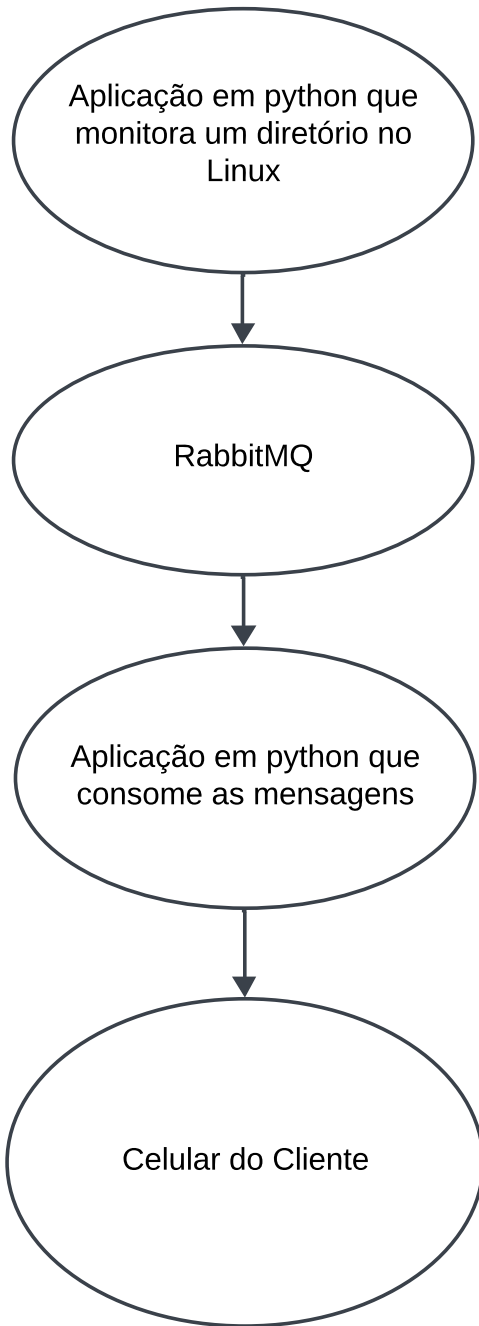 Aplicação em python que
monitora um diretório no
Linux
RabbitMQ
Aplicação em python que
consome as mensagens
Celular do Cliente